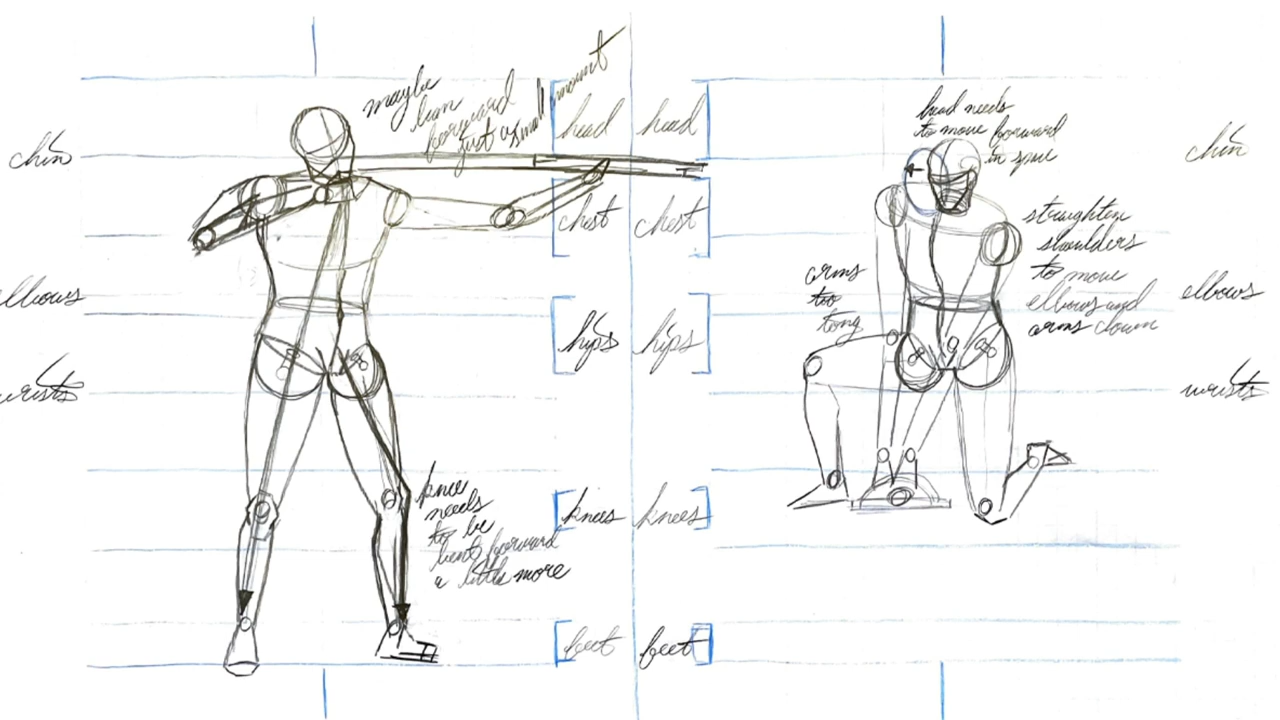 maybe
lean
forward
just a small amount
head head
head needs
to move forward
in space
chin
chin
chest chest
straighten
shoulders
to move
elbows and
arms down
arms
too
long
elbows
elbows
hips hips
wrists
wrists
knee
needs
to be
bent forward
a little more
knees knees
feet feet